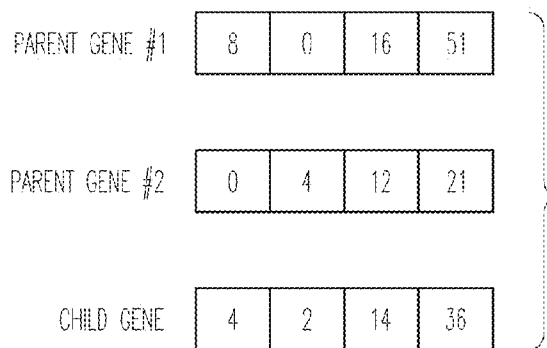 PARENT GENE #1 8 0 16 51
PARENT GENE #2 0 4 12 21
CHILD GENE 4 2 14 36